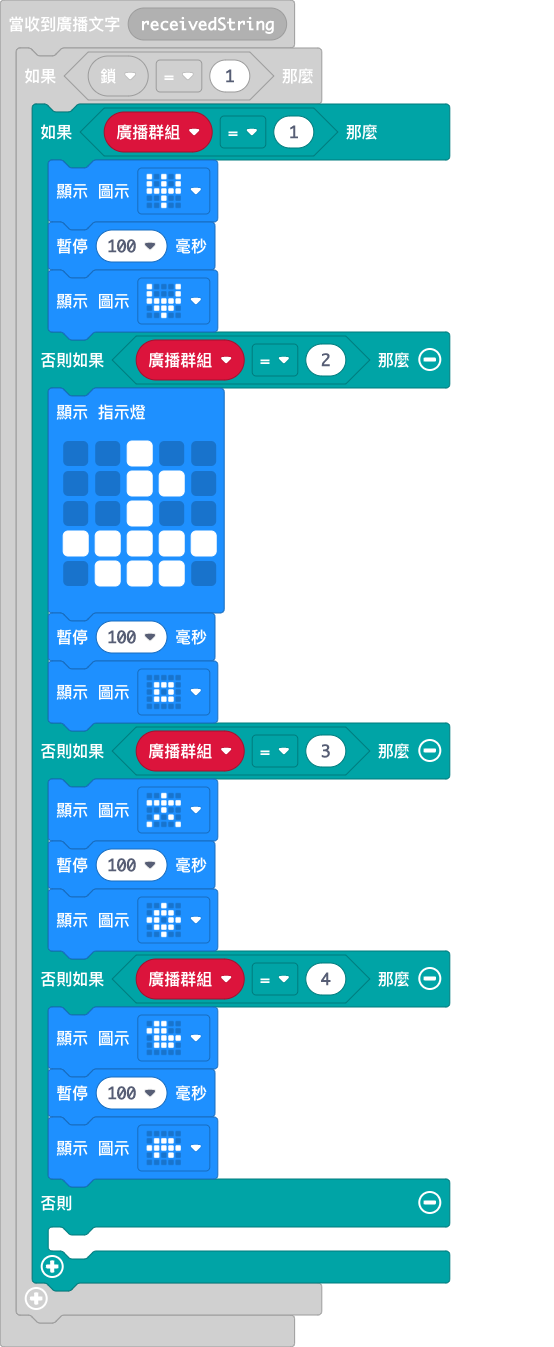 當收到廣播文字 receivedString
如果 鎖 = 1 那麼
如果 廣播群組 = 1 那麼
顯示 圖示
暫停 100 毫秒
顯示 圖示
否則如果 廣播群組 = 2 那麼
顯示 指示燈
暫停 100 毫秒
顯示 圖示
否則如果 廣播群組 = 3 那麼
顯示 圖示
暫停 100 毫秒
顯示 圖示
否則如果 廣播群組 = 4 那麼
顯示 圖示
暫停 100 毫秒
顯示 圖示
否則